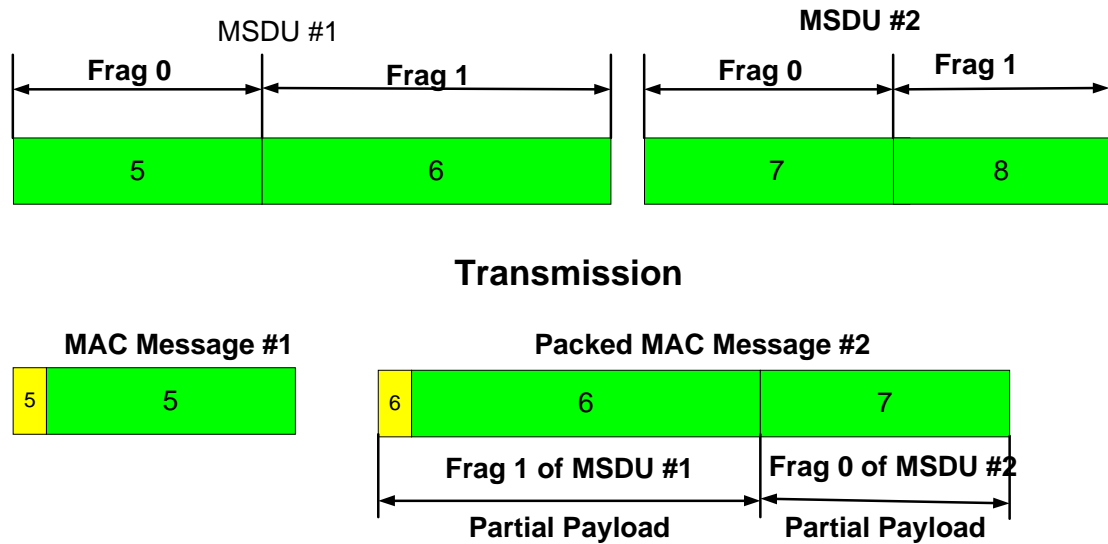 MSDU #1 MSDU #2
Frag 0 Frag 1 Frag 0 Frag 1
5 6 7 8
Transmission
MAC Message #1 Packed MAC Message #2
5 5 6 6 7
Frag 1 of MSDU #1 Frag 0 of MSDU #2
Partial Payload Partial Payload